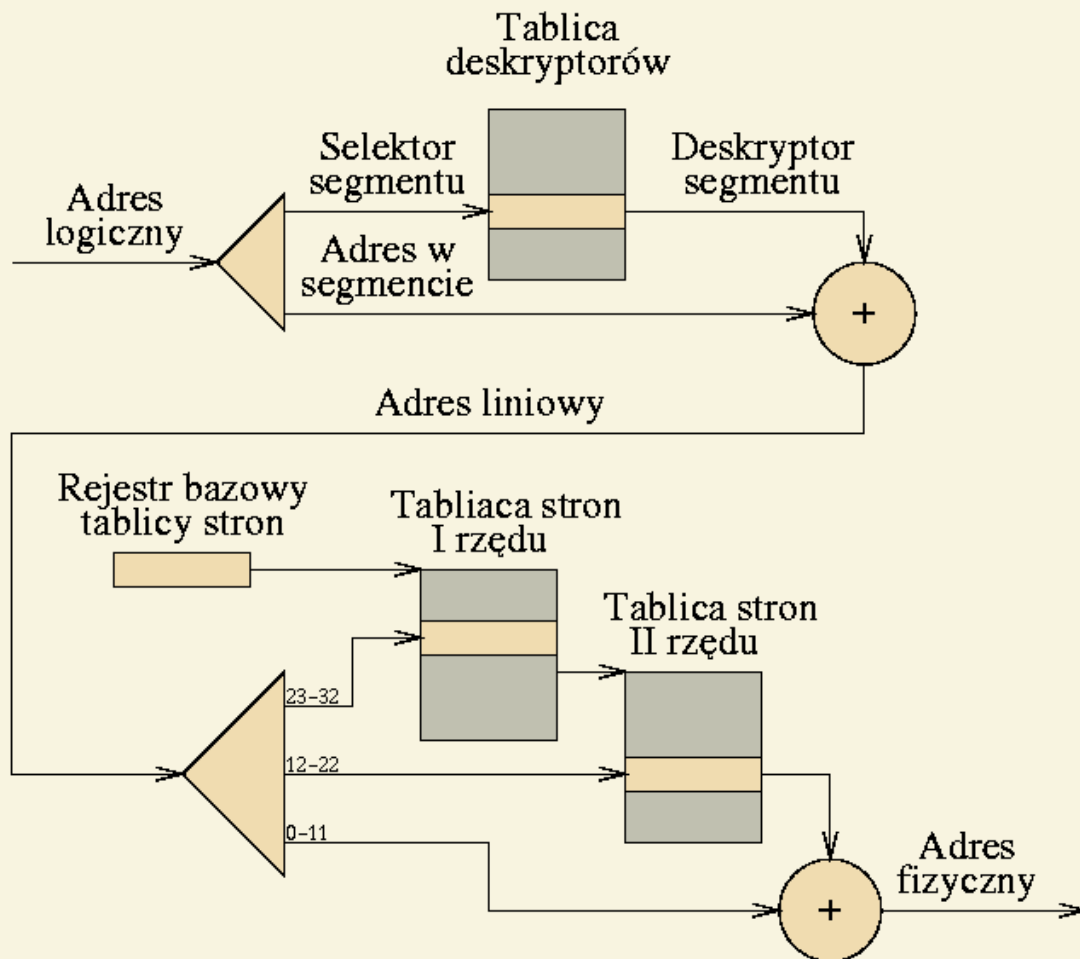 Tablica
deskryptorów
Selektor
segmentu
Deskryptor
segmentu
Adres
logiczny
Adres w
segmencie
+
Adres liniowy
Rejestr bazowy
tablicy stron
Tabliaca stron
I rzędu
Tablica stron
II rzędu
23-32
12-22
0-11
Adres
fizyczny
+